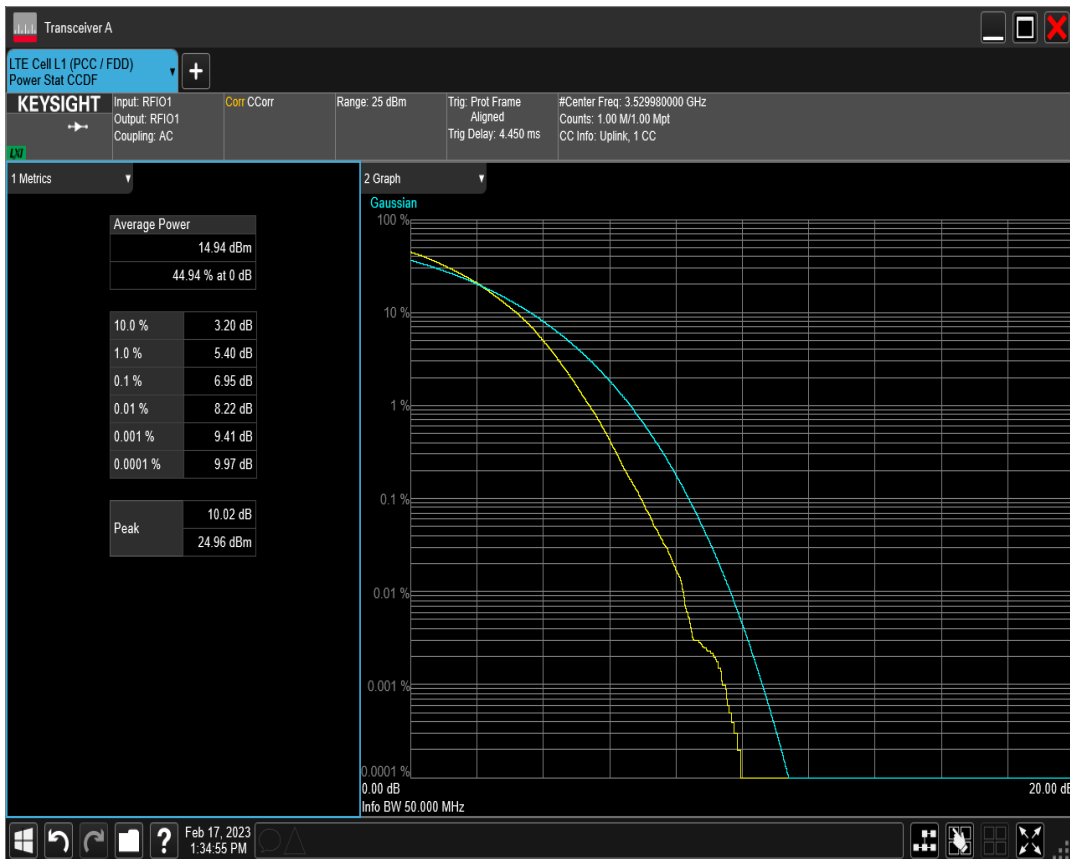 Transceiver A
LTE Cell L1 (PCC / FDD)
Power Stat CCDF
KEYSIGHT
LXI
Input: RFIO1
Output: RFIO1
Coupling: AC
Corr CCorr
Range: 25 dBm
Trig: Prot Frame
Aligned
Trig Delay: 4.450 ms
#Center Freq: 3.529980000 GHz
Counts: 1.00 M/1.00 Mpt
CC Info: Uplink, 1 CC
1 Metrics
Average Power
14.94 dBm
44.94 % at 0 dB
10.0 % 3.20 dB
1.0 % 5.40 dB
0.1 % 6.95 dB
0.01 % 8.22 dB
0.001 % 9.41 dB
0.0001 % 9.97 dB
Peak
10.02 dB
24.96 dBm
2 Graph
Gaussian
100 %
10 %
1 %
0.1 %
0.01 %
0.001 %
0.0001 %
0.00 dB 20.00 dB
Info BW 50.000 MHz
? Feb 17, 2023
1:34:55 PM